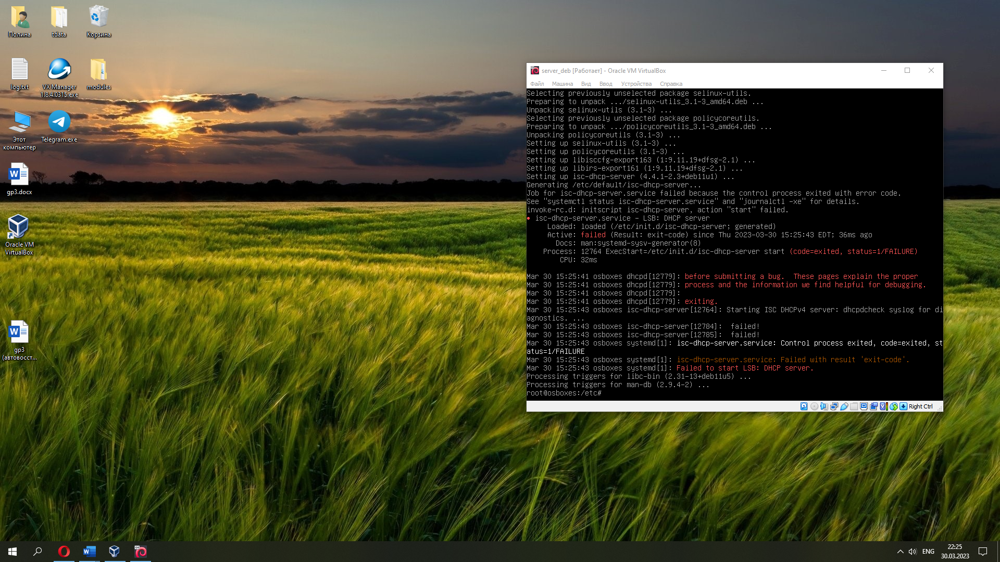 Полина
tdata
Корзина
log.txt
VX Manager
1.8.4.0315.exe
modules
Этот
компьютер
Telegram.exe
gp3.docx
Oracle VM
VirtualBox
gp3
(автовосст...
server_deb [Работает] - Oracle VM VirtualBox
Файл Машина Вид Ввод Устройства Справка
Selecting previously unselected package selinux-utils.
Preparing to unpack .../selinux-utils_3.1-3_amd64.deb ...
Unpacking selinux-utils (3.1-3) ...
Selecting previously unselected package policycoreutils.
Preparing to unpack .../policycoreutils_3.1-3_amd64.deb ...
Unpacking policycoreutils (3.1-3) ...
Setting up selinux-utils (3.1-3) ...
Setting up policycoreutils (3.1-3) ...
Setting up libisccfg-export163 (1:9.11.19+dfsg-2.1) ...
Setting up libirs-export161 (1:9.11.19+dfsg-2.1) ...
Setting up isc-dhcp-server (4.4.1-2.3+deb11u1) ...
Generating /etc/default/isc-dhcp-server...
Job for isc-dhcp-server.service failed because the control process exited with error code.
See "systemctl status isc-dhcp-server.service" and "journalctl -xe" for details.
invoke-rc.d: initscript isc-dhcp-server, action "start" failed.
● isc-dhcp-server.service - LSB: DHCP server
Loaded: loaded (/etc/init.d/isc-dhcp-server; generated)
Active: failed (Result: exit-code) since Thu 2023-03-30 15:25:43 EDT; 36ms ago
Docs: man:systemd-sysv-generator(8)
Process: 12764 ExecStart=/etc/init.d/isc-dhcp-server start (code=exited, status=1/FAILURE)
CPU: 32ms
Mar 30 15:25:41 osboxes dhcpd[12779]: before submitting a bug.  These pages explain the proper
Mar 30 15:25:41 osboxes dhcpd[12779]: process and the information we find helpful for debugging.
Mar 30 15:25:41 osboxes dhcpd[12779]:
Mar 30 15:25:41 osboxes dhcpd[12779]: exiting.
Mar 30 15:25:43 osboxes isc-dhcp-server[12764]: Starting ISC DHCPv4 server: dhcpdcheck syslog for di
agnostics. ...
Mar 30 15:25:43 osboxes isc-dhcp-server[12784]:  failed!
Mar 30 15:25:43 osboxes isc-dhcp-server[12785]:  failed!
Mar 30 15:25:43 osboxes systemd[1]: isc-dhcp-server.service: Control process exited, code=exited, st
atus=1/FAILURE
Mar 30 15:25:43 osboxes systemd[1]: isc-dhcp-server.service: Failed with result 'exit-code'.
Mar 30 15:25:43 osboxes systemd[1]: Failed to start LSB: DHCP server.
Processing triggers for libc-bin (2.31-13+deb11u5) ...
Processing triggers for man-db (2.9.4-2) ...
root@osboxes:/etc#
Right Ctrl
ENG
22:25
30.03.2023